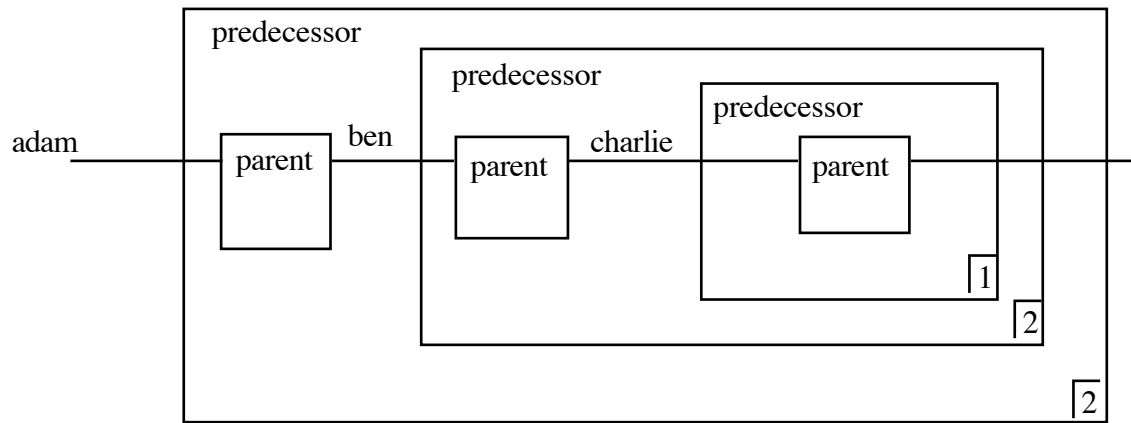 predecessor
predecessor
predecessor
adam
ben
charlie
parent
parent
parent
1
2
2